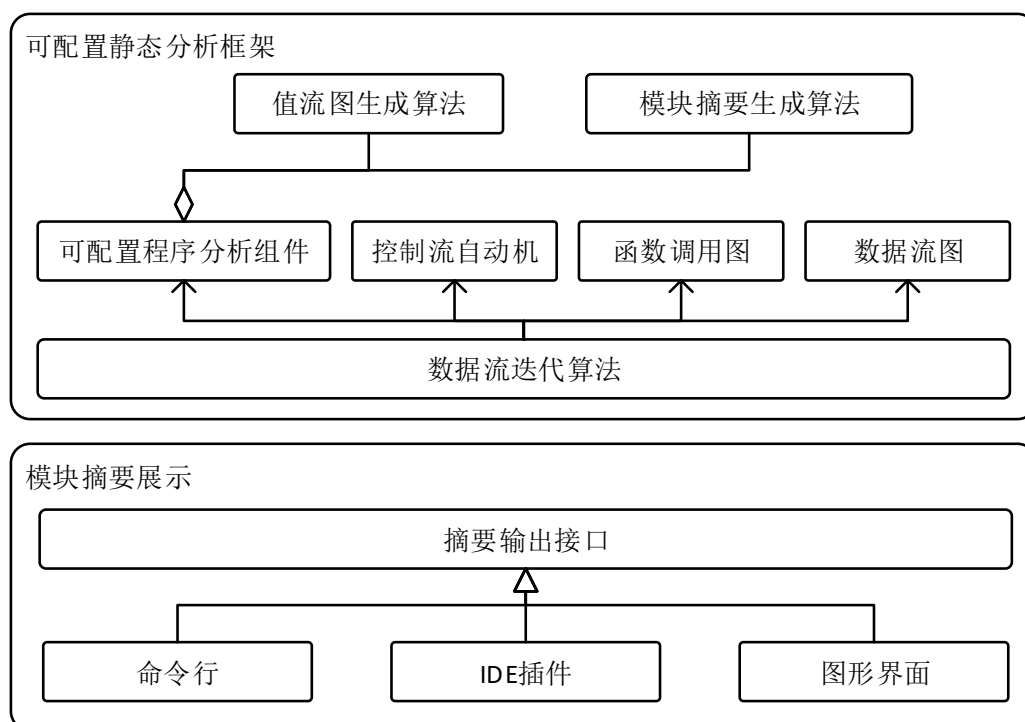 可配置静态分析框架
值流图生成算法
模块摘要生成算法
可配置程序分析组件
控制流自动机
函数调用图
数据流图
数据流迭代算法
模块摘要展示
摘要输出接口
命令行
IDE插件
图形界面